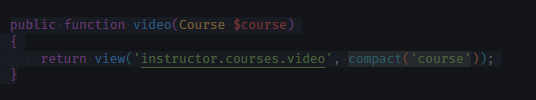 public function video(Course $course)
{
    return view('instructor.courses.video', compact('course'));
}